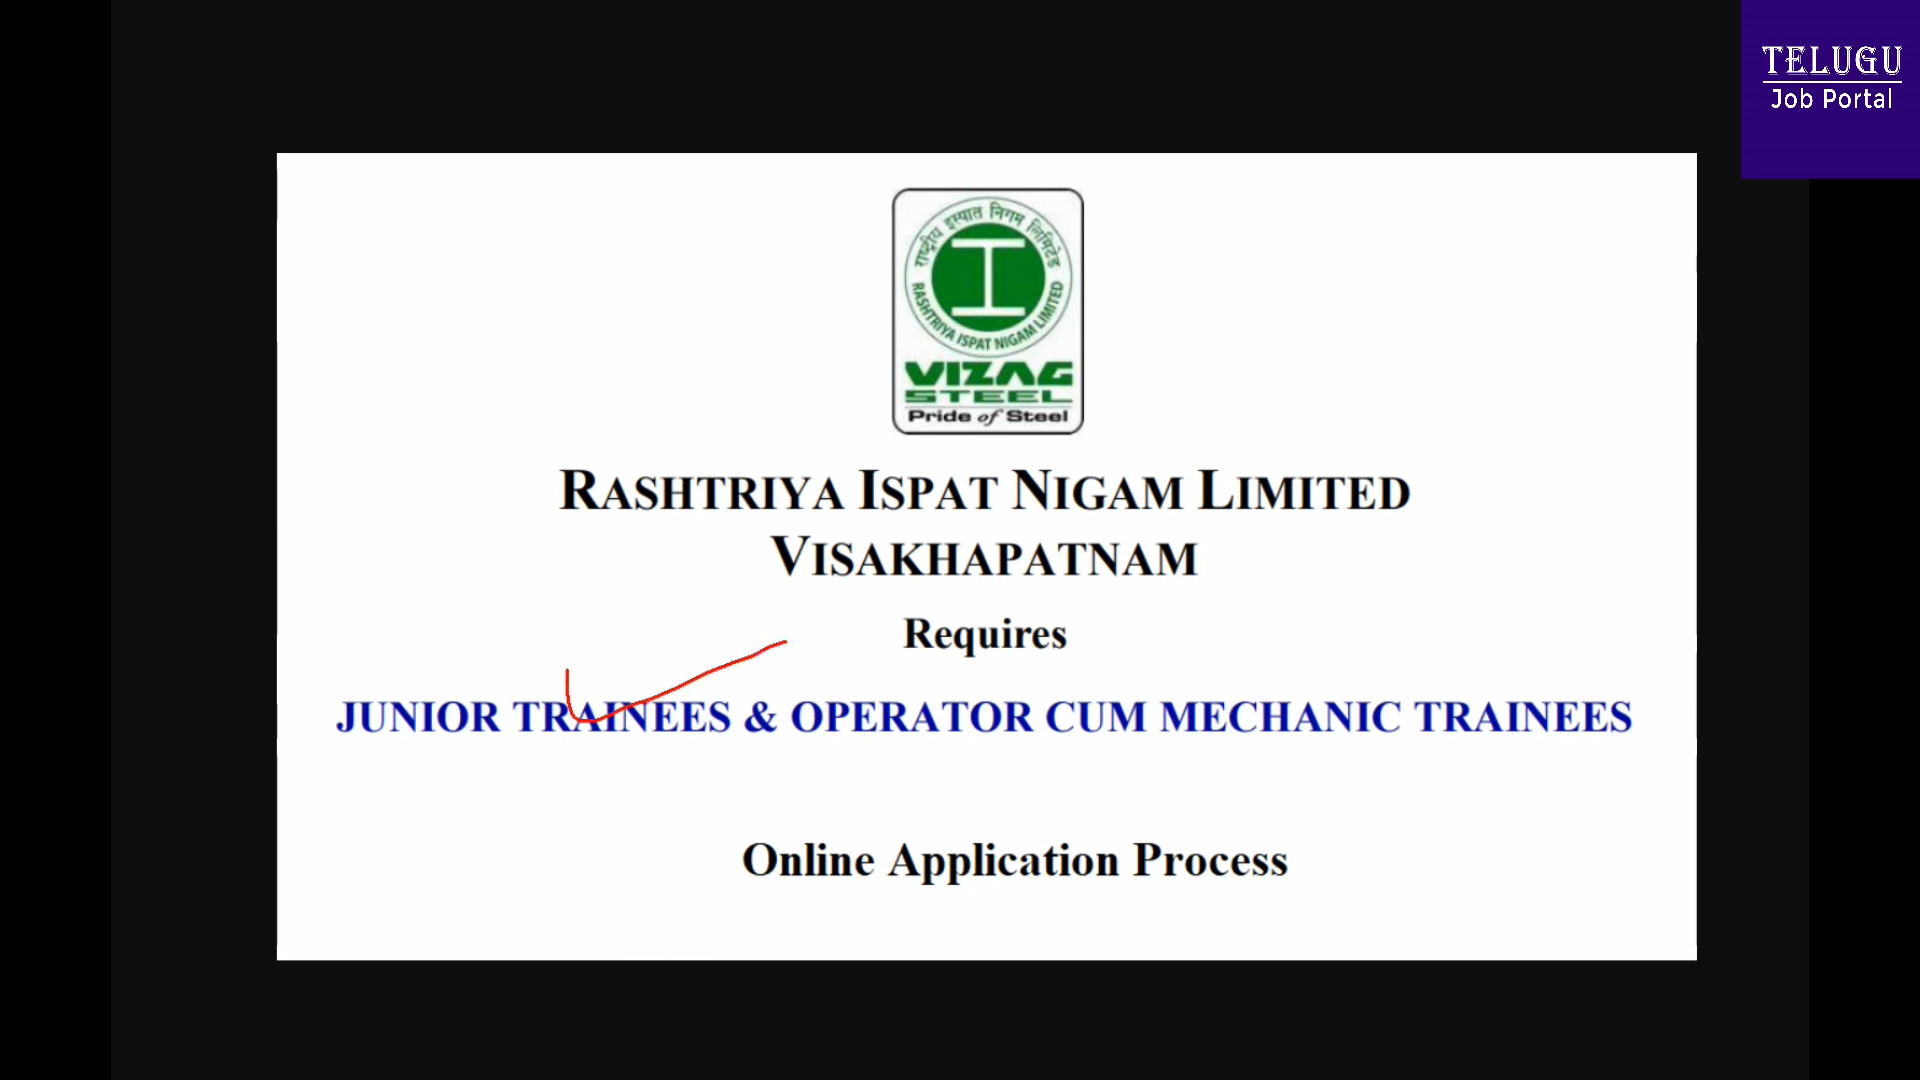 TELUGU
Job Portal
राष्ट्रीय इस्पात निगम लिमिटेड
RASHTRIYA ISPAT NIGAM LIMITED
VIZAG
STEEL
Pride of Steel
RASHTRIYA ISPAT NIGAM LIMITED
VISAKHAPATNAM
Requires
JUNIOR TRAINEES & OPERATOR CUM MECHANIC TRAINEES
Online Application Process